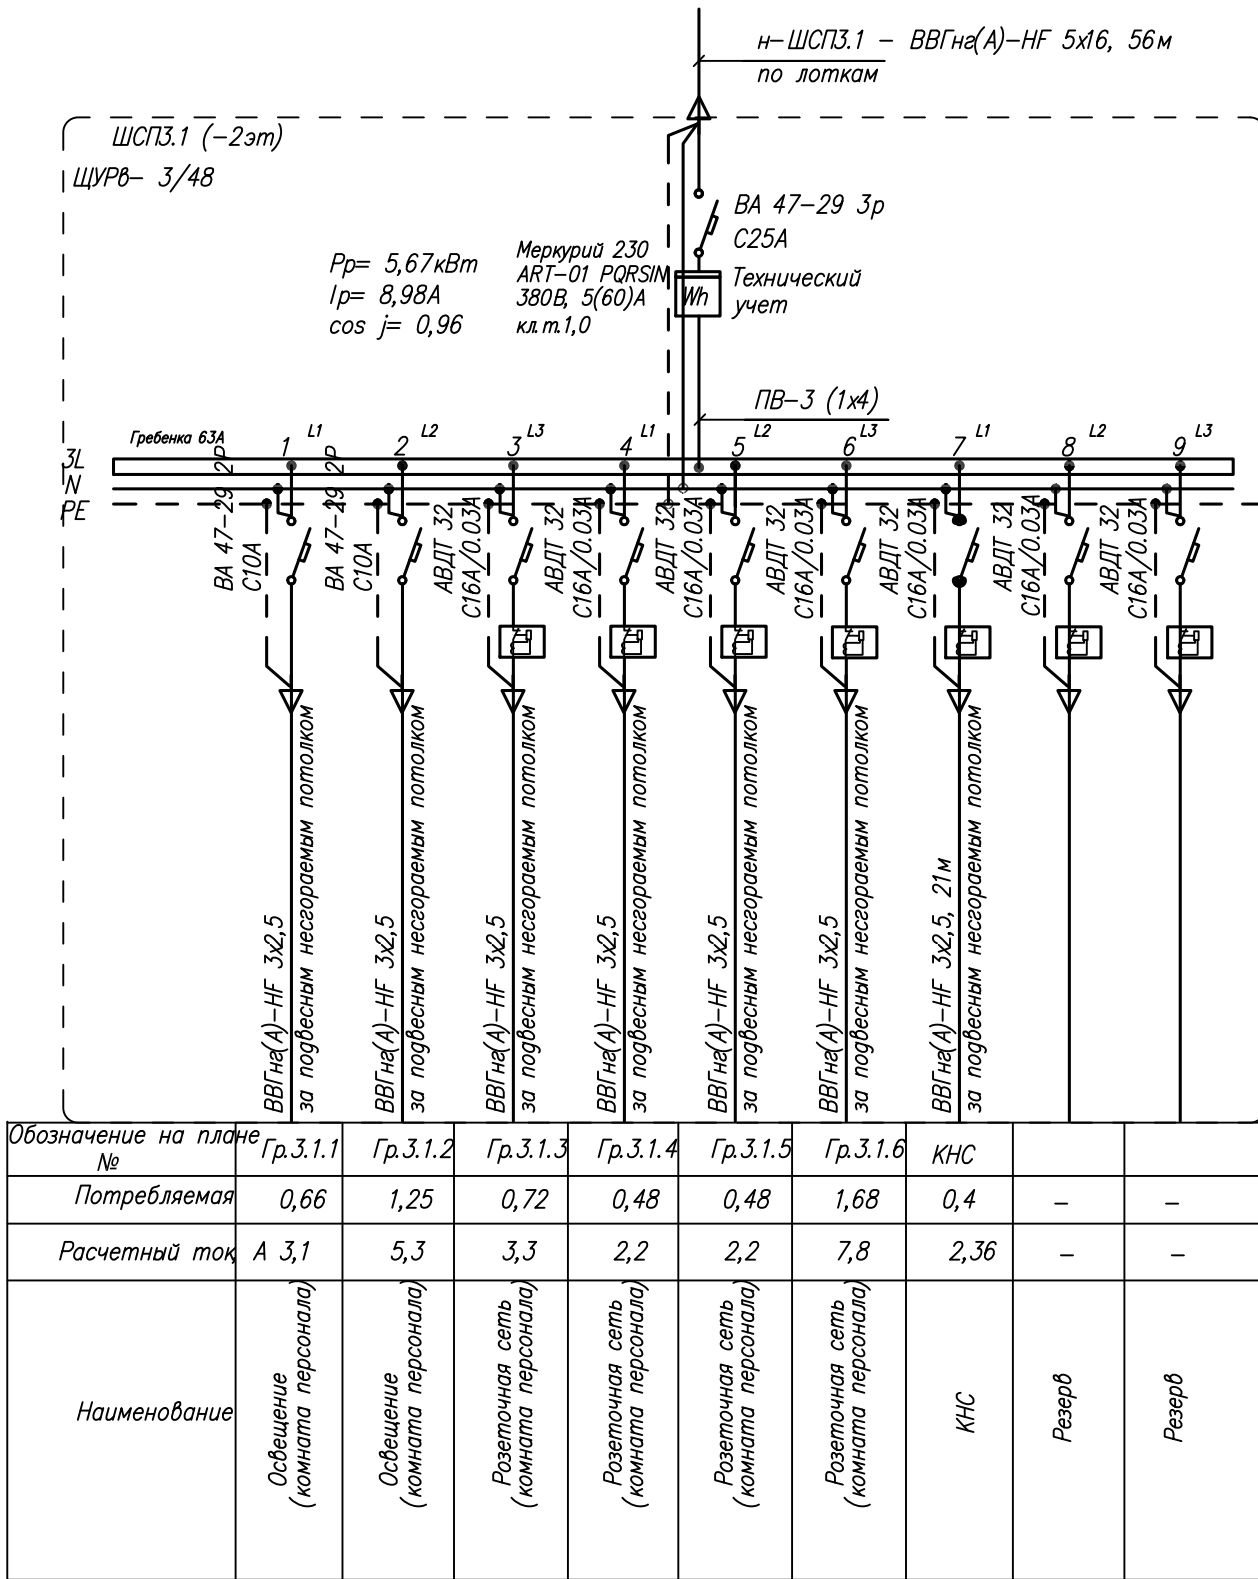 н-ШСП3.1 - ВВГнг(А)-HF 5х16, 56м
по лоткам
ШСП3.1 (-2эт)
ЩУРв- 3/48
ВА 47-29 3р
С25А
Рр= 5,67кВт
Iр= 8,98А
cos j= 0,96
Меркурий 230
ART-01 PQRSIN
380В, 5(60)А
кл.т.1,0
Wh
Технический
учет
ПВ-3 (1х4)
Гребенка 63А
1 L1 2 L2 3 L3 4 L1 5 L2 6 L3 7 L1 8 L2 9 L3
3L
N
PE
ВА 47-29 2Р
С10А
ВА 47-29 2Р
С10А
АВДТ 32
С16А/0.03А
АВДТ 32
С16А/0.03А
АВДТ 32
С16А/0.03А
АВДТ 32
С16А/0.03А
АВДТ 32
С16А/0.03А
АВДТ 32
С16А/0.03А
АВДТ 32
С16А/0.03А
ВВГнг(А)-HF 3х2,5
за подвесным несгораемым потолком
ВВГнг(А)-HF 3х2,5
за подвесным несгораемым потолком
ВВГнг(А)-HF 3х2,5
за подвесным несгораемым потолком
ВВГнг(А)-HF 3х2,5
за подвесным несгораемым потолком
ВВГнг(А)-HF 3х2,5
за подвесным несгораемым потолком
ВВГнг(А)-HF 3х2,5
за подвесным несгораемым потолком
ВВГнг(А)-HF 3х2,5, 21м
за подвесным несгораемым потолком
Обозначение на плане
№
Гр.3.1.1 Гр.3.1.2 Гр.3.1.3 Гр.3.1.4 Гр.3.1.5 Гр.3.1.6 КНС
Потребляемая 0,66 1,25 0,72 0,48 0,48 1,68 0,4 - -
Расчетный ток, А 3,1 5,3 3,3 2,2 2,2 7,8 2,36 - -
Наименование
Освещение
(комната персонала)
Освещение
(комната персонала)
Розеточная сеть
(комната персонала)
Розеточная сеть
(комната персонала)
Розеточная сеть
(комната персонала)
Розеточная сеть
(комната персонала)
КНС
Резерв
Резерв